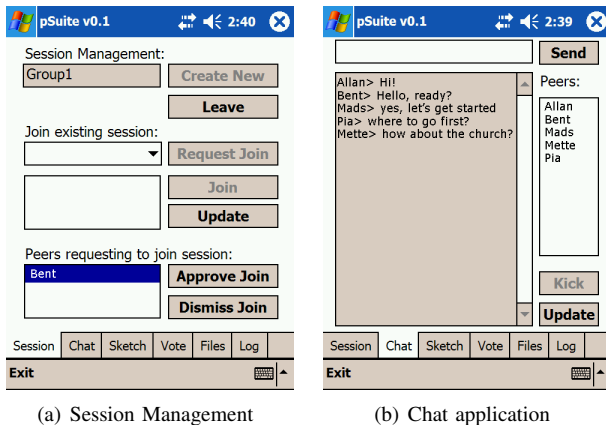 pSuite v0.1 2:40
Session Management:
Group1
Create New
Leave
Join existing session:
Request Join
Join
Update
Peers requesting to join session:
Bent
Approve Join
Dismiss Join
Session Chat Sketch Vote Files Log
Exit
(a) Session Management
pSuite v0.1 2:39
Send
Allan> Hi!
Bent> Hello, ready?
Mads> yes, let's get started
Pia> where to go first?
Mette> how about the church?
Peers:
Allan
Bent
Mads
Mette
Pia
Kick
Update
Session Chat Sketch Vote Files Log
Exit
(b) Chat application